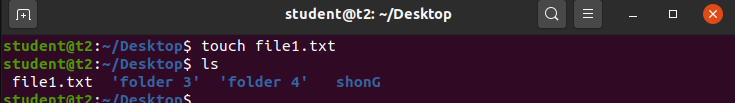 student@t2: ~/Desktop
student@t2:~/Desktop$ touch file1.txt
student@t2:~/Desktop$ ls
file1.txt 'folder 3' 'folder 4' shonG
student@t2:~/Desktop$